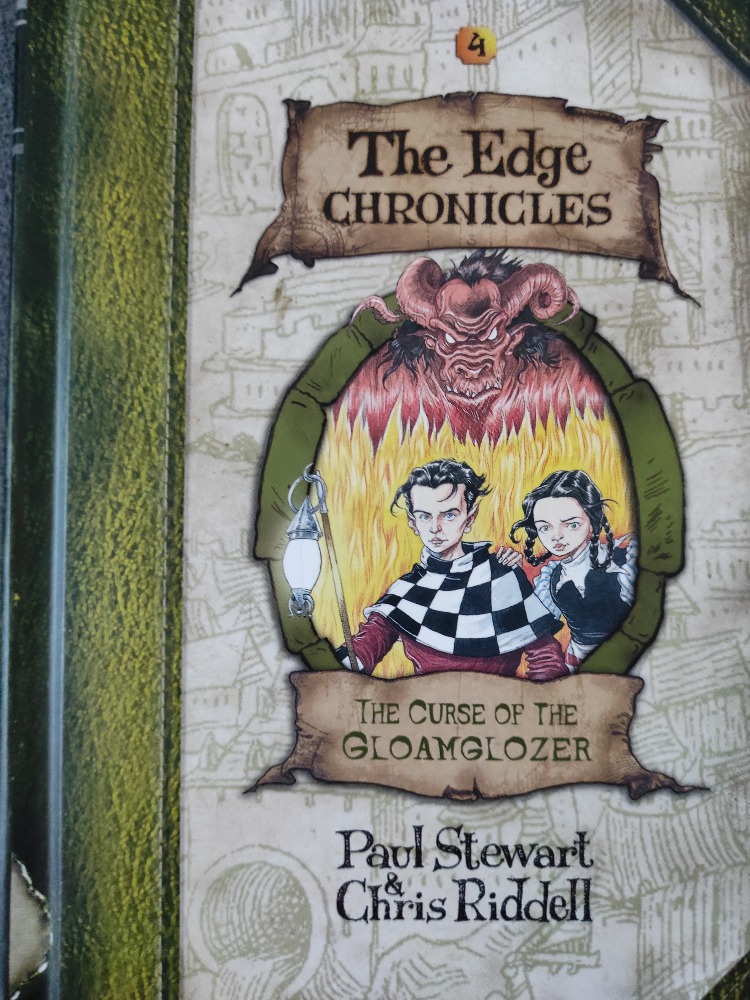 4
The Edge
CHRONICLES
THE CURSE OF THE
GLOAMGLOZER
Paul Stewart
&
Chris Riddell